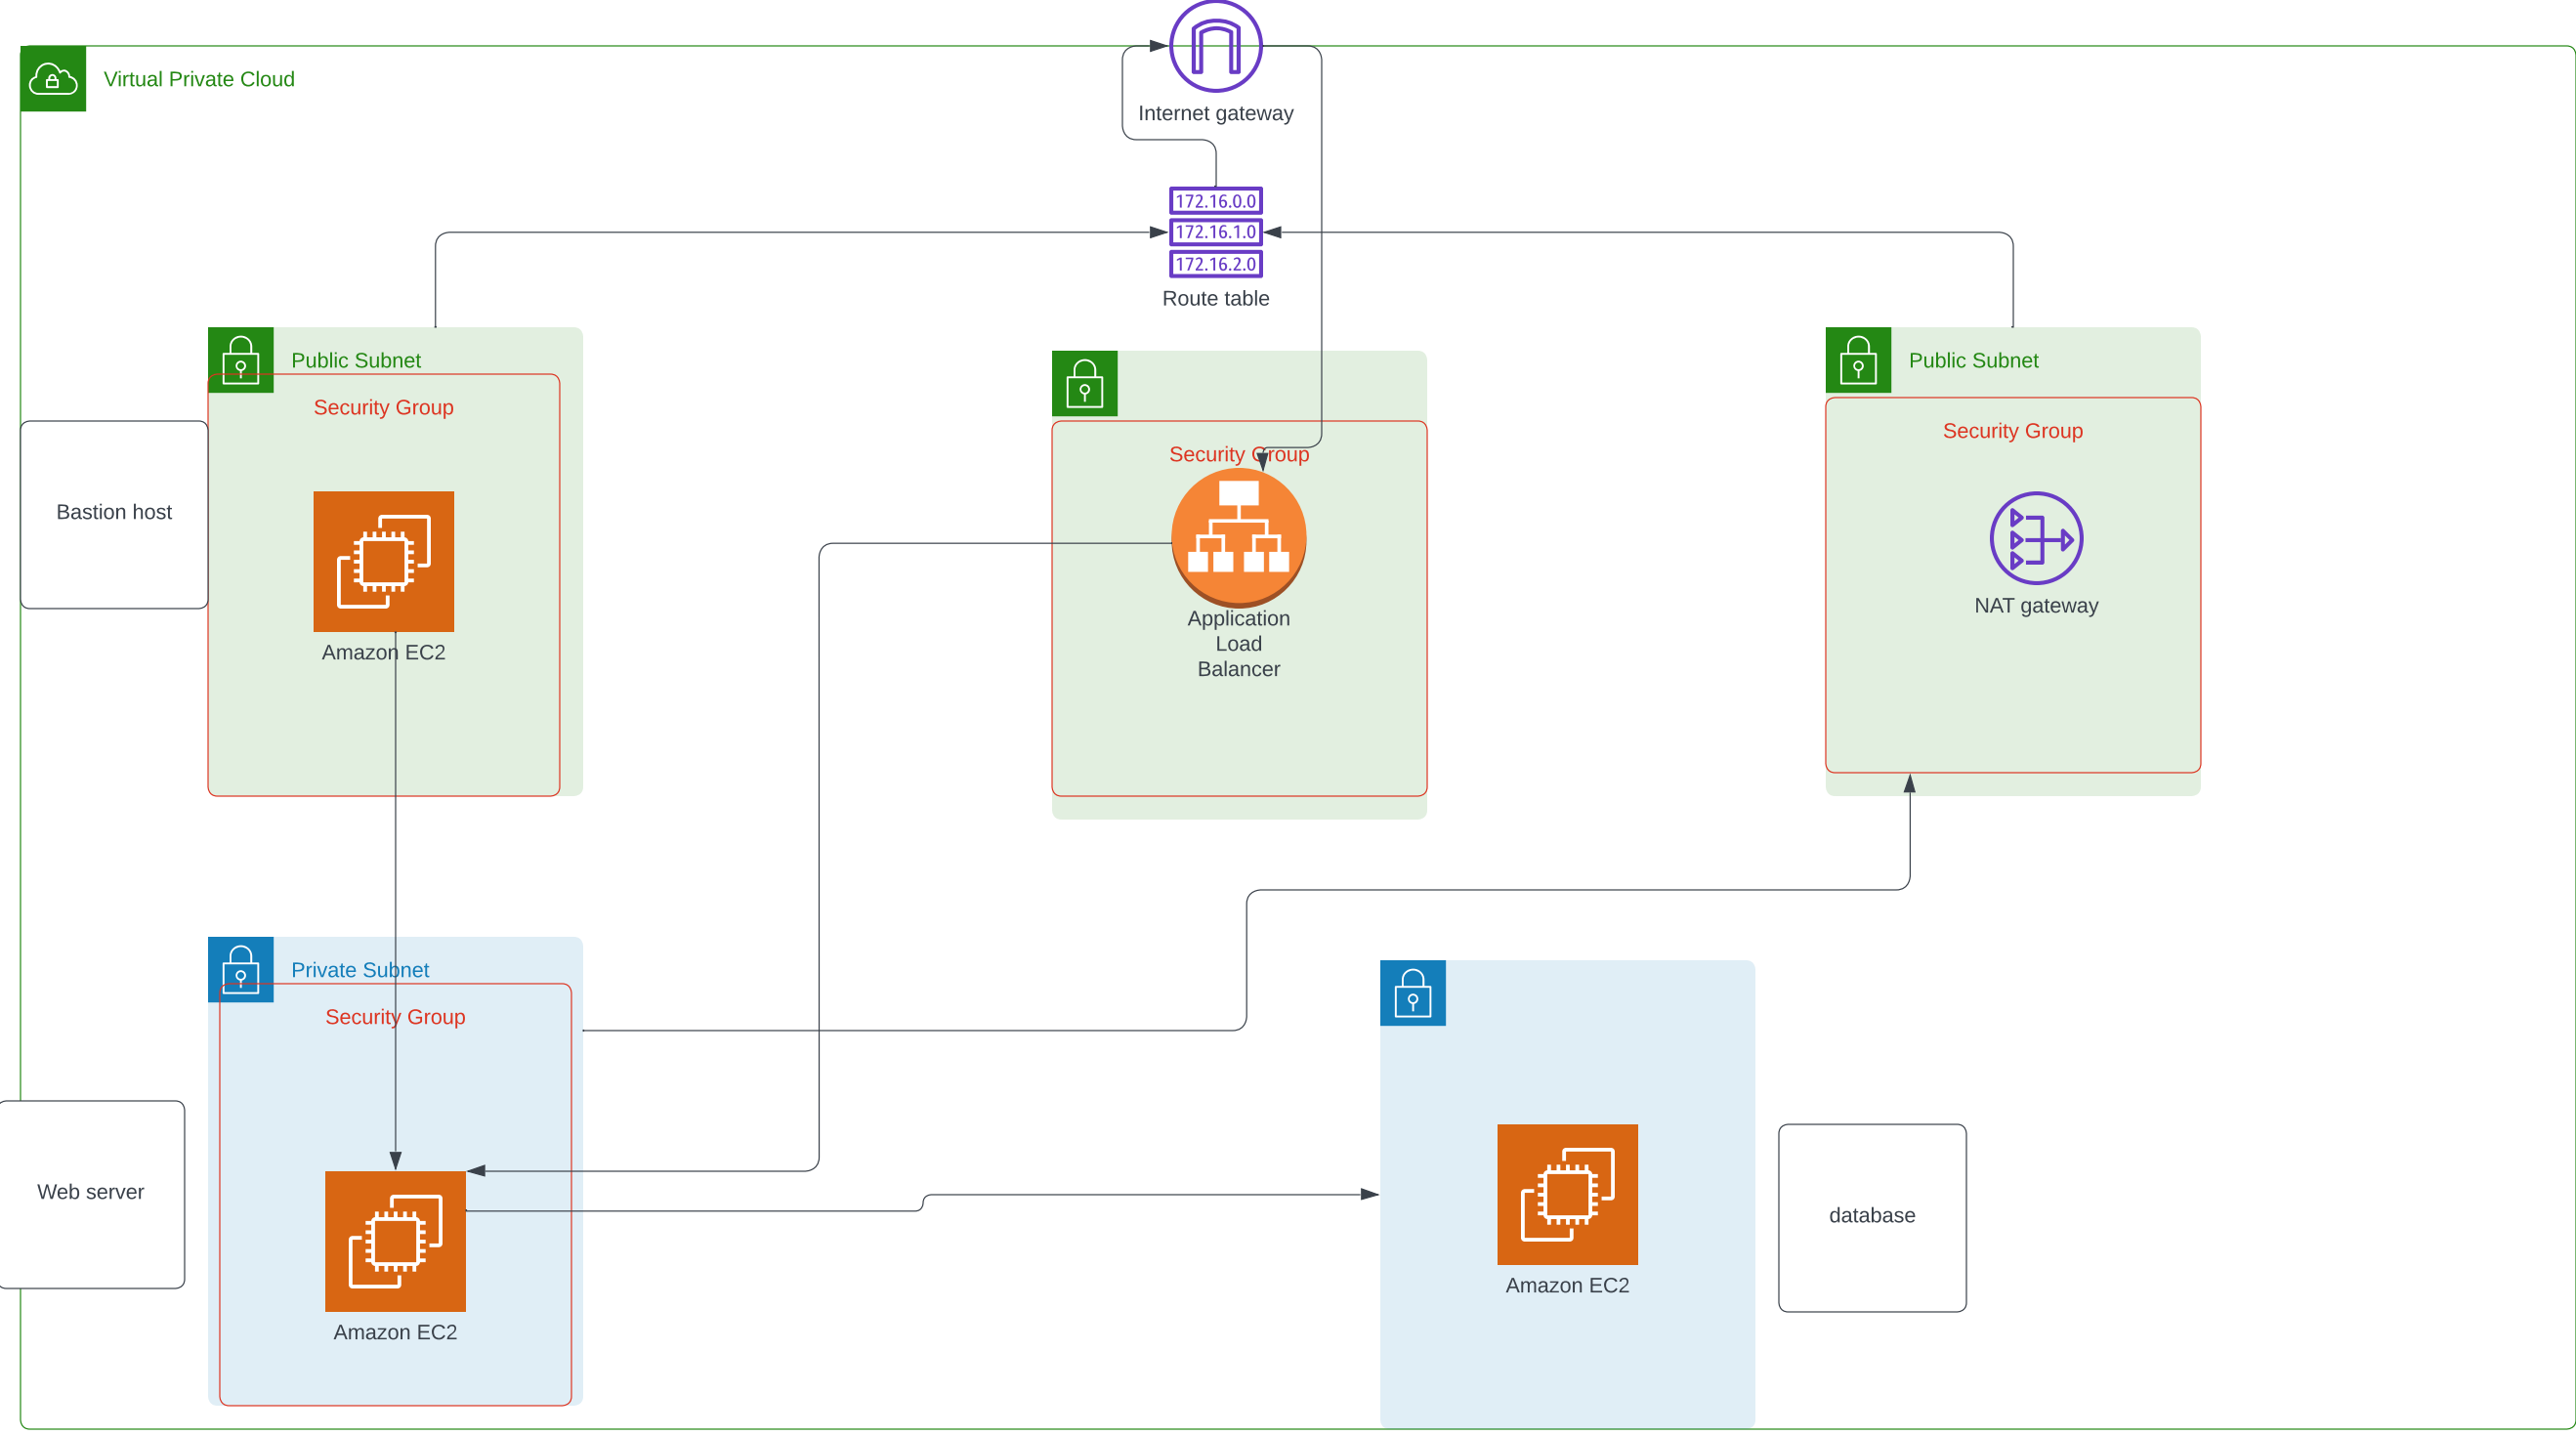 Virtual Private Cloud
Internet gateway
172.16.0.0
172.16.1.0
172.16.2.0
Route table
Public Subnet
Security Group
Bastion host
Amazon EC2
Security Group
Application
Load
Balancer
Public Subnet
Security Group
NAT gateway
Private Subnet
Security Group
Web server
Amazon EC2
Amazon EC2
database